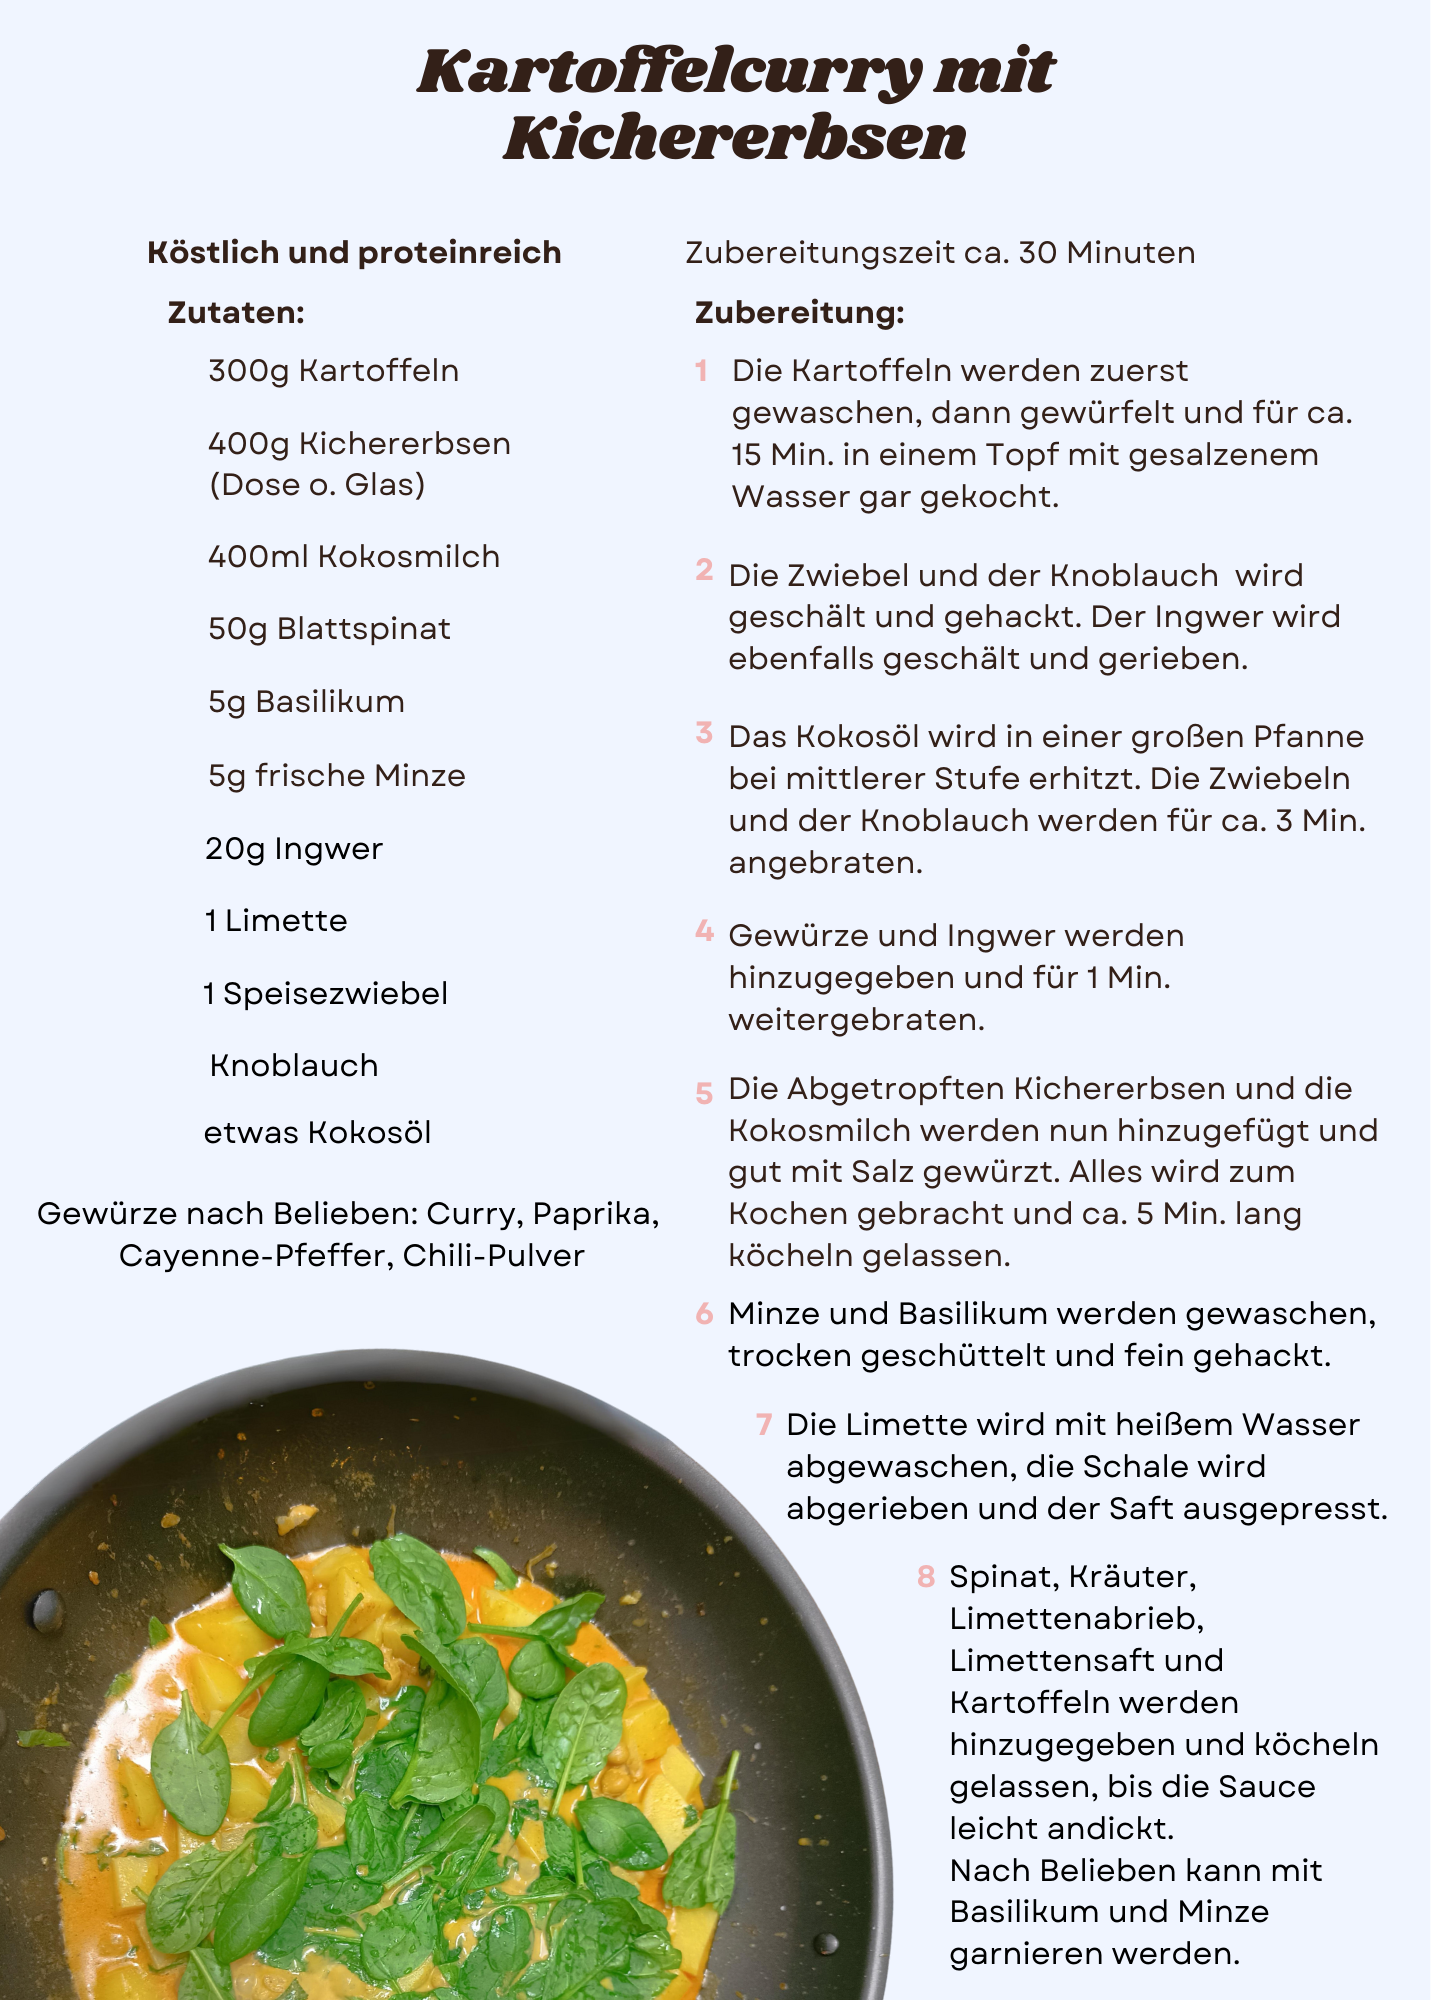 Kartoffelcurry mit
Kichererbsen
Köstlich und proteinreich
Zutaten:
300g Kartoffeln
400g Kichererbsen
(Dose o. Glas)
400ml Kokosmilch
50g Blattspinat
5g Basilikum
5g frische Minze
20g Ingwer
1 Limette
1 Speisezwiebel
Knoblauch
etwas Kokosöl
Gewürze nach Belieben: Curry, Paprika,
Cayenne-Pfeffer, Chili-Pulver
Zubereitungszeit ca. 30 Minuten
Zubereitung:
1 Die Kartoffeln werden zuerst
gewaschen, dann gewürfelt und für ca.
15 Min. in einem Topf mit gesalzenem
Wasser gar gekocht.
2 Die Zwiebel und der Knoblauch  wird
geschält und gehackt. Der Ingwer wird
ebenfalls geschält und gerieben.
3 Das Kokosöl wird in einer großen Pfanne
bei mittlerer Stufe erhitzt. Die Zwiebeln
und der Knoblauch werden für ca. 3 Min.
angebraten.
4 Gewürze und Ingwer werden
hinzugegeben und für 1 Min.
weitergebraten.
5 Die Abgetropften Kichererbsen und die
Kokosmilch werden nun hinzugefügt und
gut mit Salz gewürzt. Alles wird zum
Kochen gebracht und ca. 5 Min. lang
köcheln gelassen.
6 Minze und Basilikum werden gewaschen,
trocken geschüttelt und fein gehackt.
7 Die Limette wird mit heißem Wasser
abgewaschen, die Schale wird
abgerieben und der Saft ausgepresst.
8 Spinat, Kräuter,
Limettenabrieb,
Limettensaft und
Kartoffeln werden
hinzugegeben und köcheln
gelassen, bis die Sauce
leicht andickt.
Nach Belieben kann mit
Basilikum und Minze
garnieren werden.